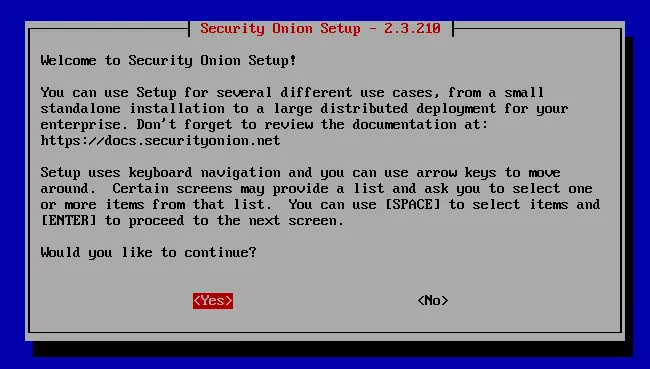 Security Onion Setup - 2.3.210
Welcome to Security Onion Setup!
You can use Setup for several different use cases, from a small
standalone installation to a large distributed deployment for your
enterprise. Don't forget to review the documentation at:
https://docs.securityonion.net
Setup uses keyboard navigation and you can use arrow keys to move
around.  Certain screens may provide a list and ask you to select one
or more items from that list.  You can use [SPACE] to select items and
[ENTER] to proceed to the next screen.
Would you like to continue?
<Yes> <No>